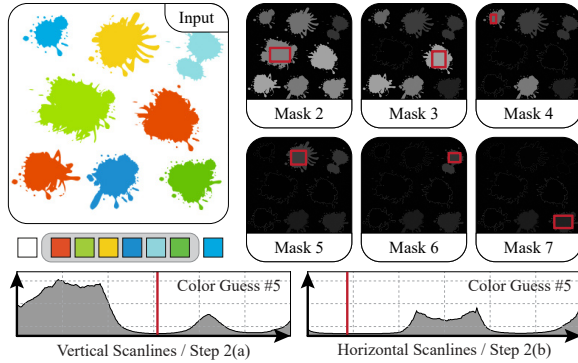 Input
Mask 2
Mask 3
Mask 4
Mask 5
Mask 6
Mask 7
Color Guess #5
Color Guess #5
Vertical Scanlines / Step 2(a)
Horizontal Scanlines / Step 2(b)